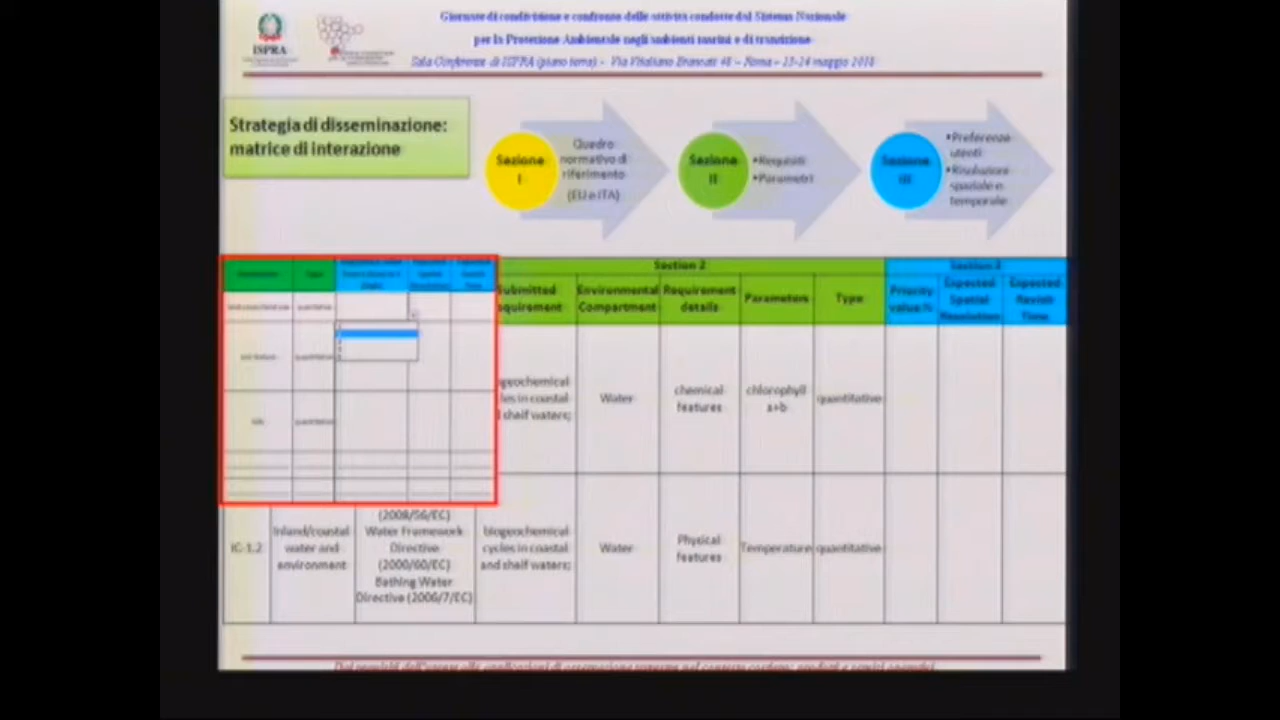 Giornate di condivisione e confronto delle attività condotte dal Sistema Nazionale
per la Protezione Ambientale negli ambienti marini e di transizione
Sala Conferenze di ISPRA (piano terra) - Via Vitaliano Brancati 48 – Roma – 23-24 maggio 2018
ISPRA
Strategia di disseminazione:
matrice di interazione
Sezione
I
Quadro
normativo di
riferimento
(EU e ITA)
Sezione
II
•Requisiti
•Parametri
Sezione
III
•Preferenze
utenti
•Risoluzioni
spaziale e
temporale
Section 2
Section 3
Submitted
equirement
Environmental
Compartment
Requirement
details
Parameters
Type
Priority
value
Expected
Spatial
Resolution
Expected
Revisit
Time
quantitative
quantitative
geochemical
les in coastal
shelf waters;
Water
chemical
features
chlorophyll
a+b
quantitative
IC-1.2
Inland/coastal
water and
environment
(2008/56/EC)
Water Framework
Directive
(2000/60/EC)
Bathing Water
Directive (2006/7/EC)
biogeochemical
cycles in coastal
and shelf waters;
Water
Physical
features
Temperature
quantitative